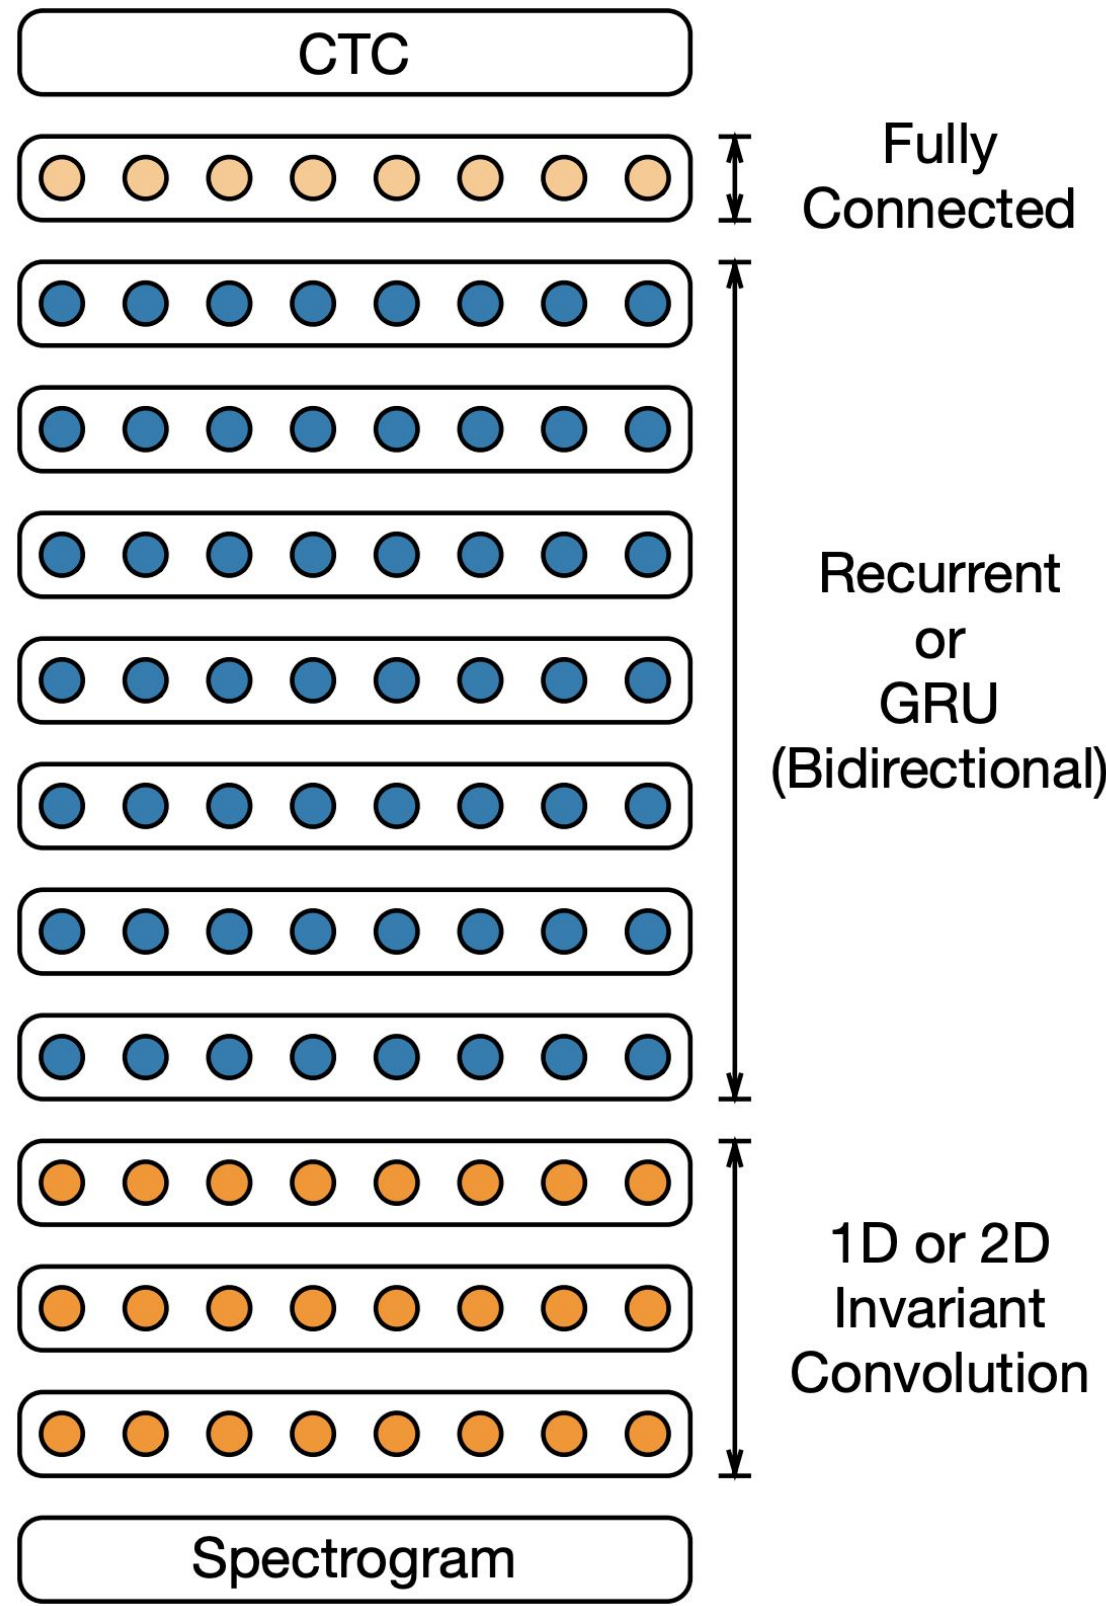 CTC
Fully
Connected
Recurrent
or
GRU
(Bidirectional)
1D or 2D
Invariant
Convolution
Spectrogram